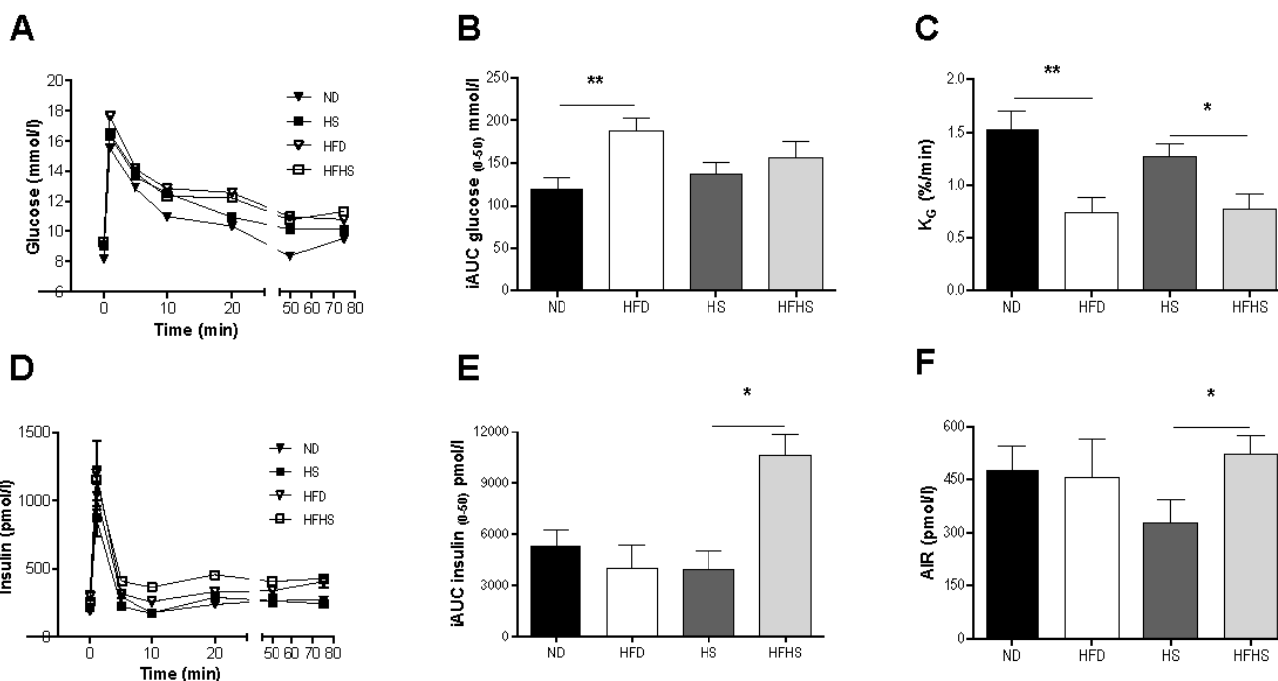 A
Glucose (mmol/l)
20
18
16
14
12
10
8
6
0 10 20 50 60 70 80
Time (min)
ND
HS
HFD
HFHS
B
iAUC glucose (0-50) mmol/l
250
200
150
100
50
0
**
ND HFD HS HFHS
C
KG (%/min)
2.0
1.5
1.0
0.5
0.0
**
*
ND HFD HS HFHS
D
Insulin (pmol/l)
1500
1000
500
0
0 10 20 50 60 70 80
Time (min)
ND
HS
HFD
HFHS
E
iAUC insulin (0-50) pmol/l
12000
9000
6000
3000
0
*
ND HFD HS HFHS
F
AIR (pmol/l)
600
450
300
150
0
*
ND HFD HS HFHS